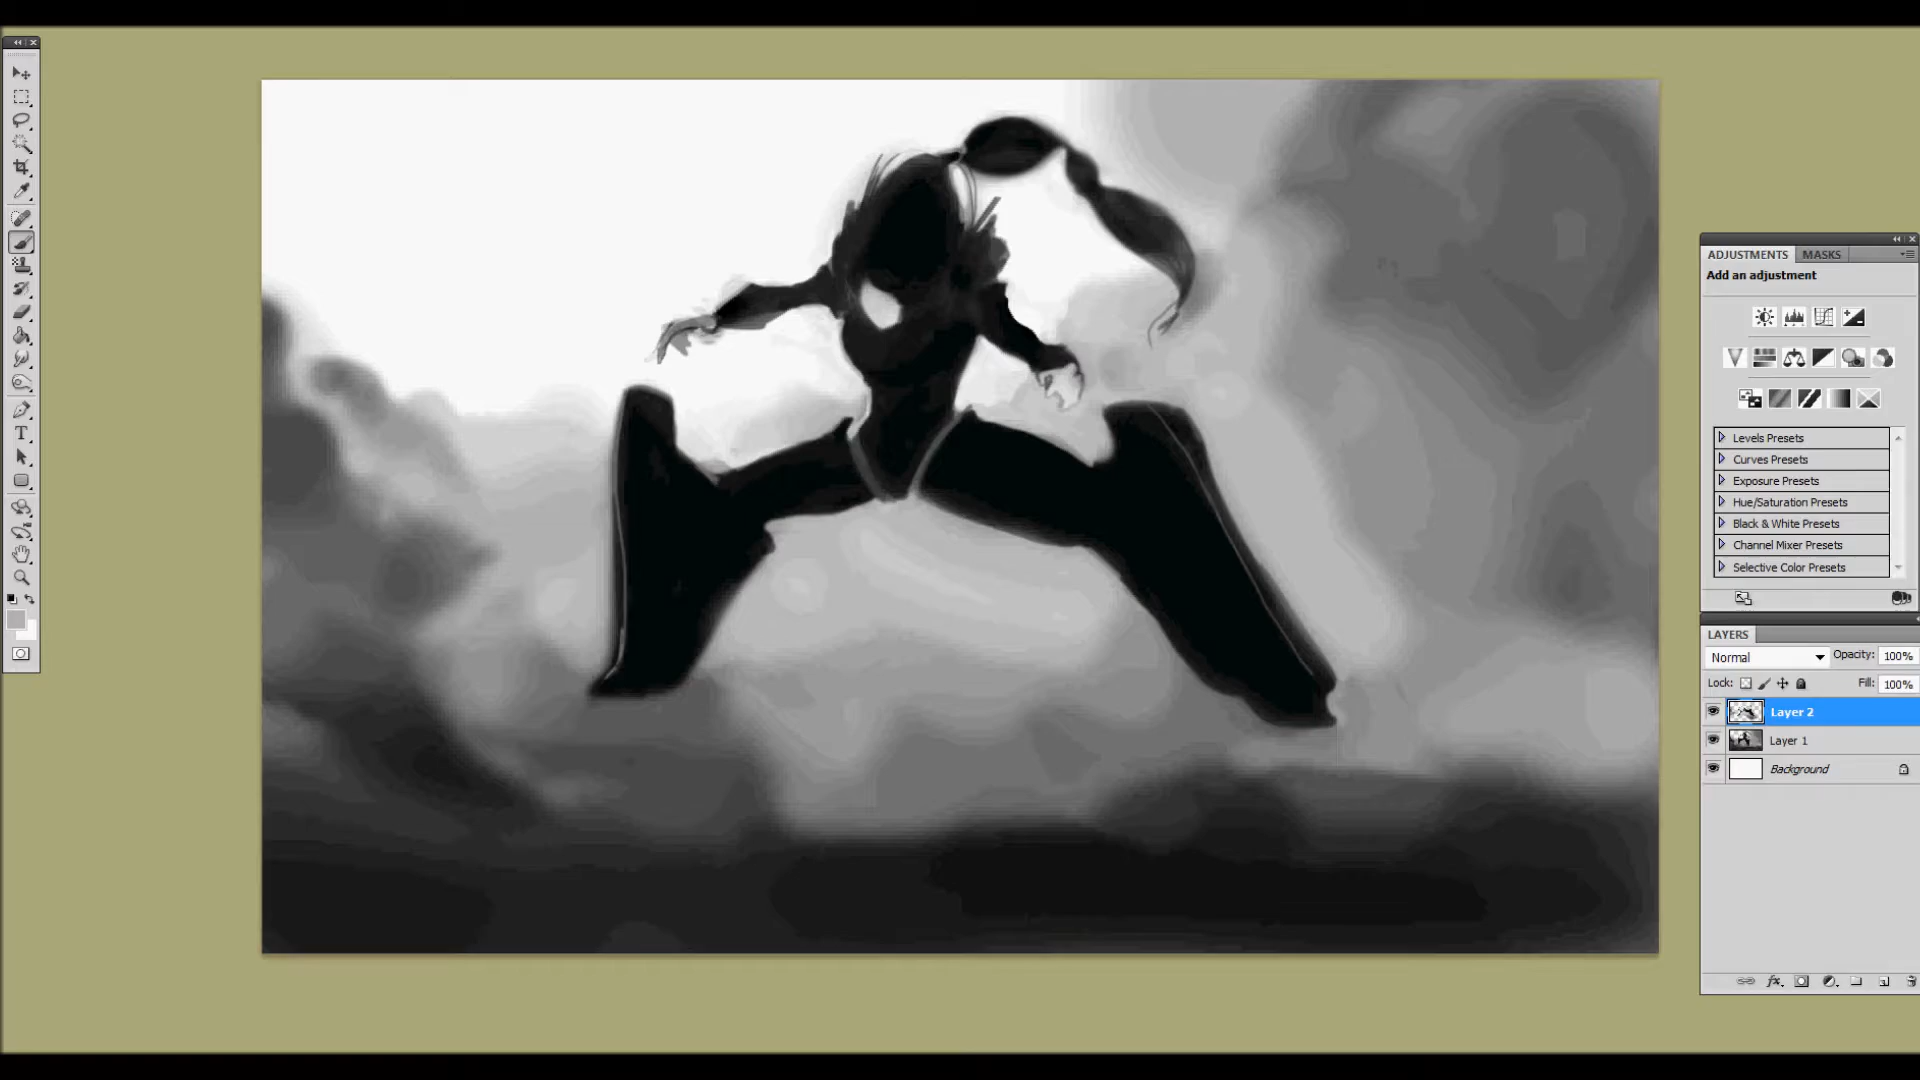 ADJUSTMENTS MASKS
Add an adjustment
Levels Presets
Curves Presets
Exposure Presets
Hue/Saturation Presets
Black & White Presets
Channel Mixer Presets
Selective Color Presets
LAYERS
Normal Opacity: 100%
Lock: Fill: 100%
Layer 2
Layer 1
Background